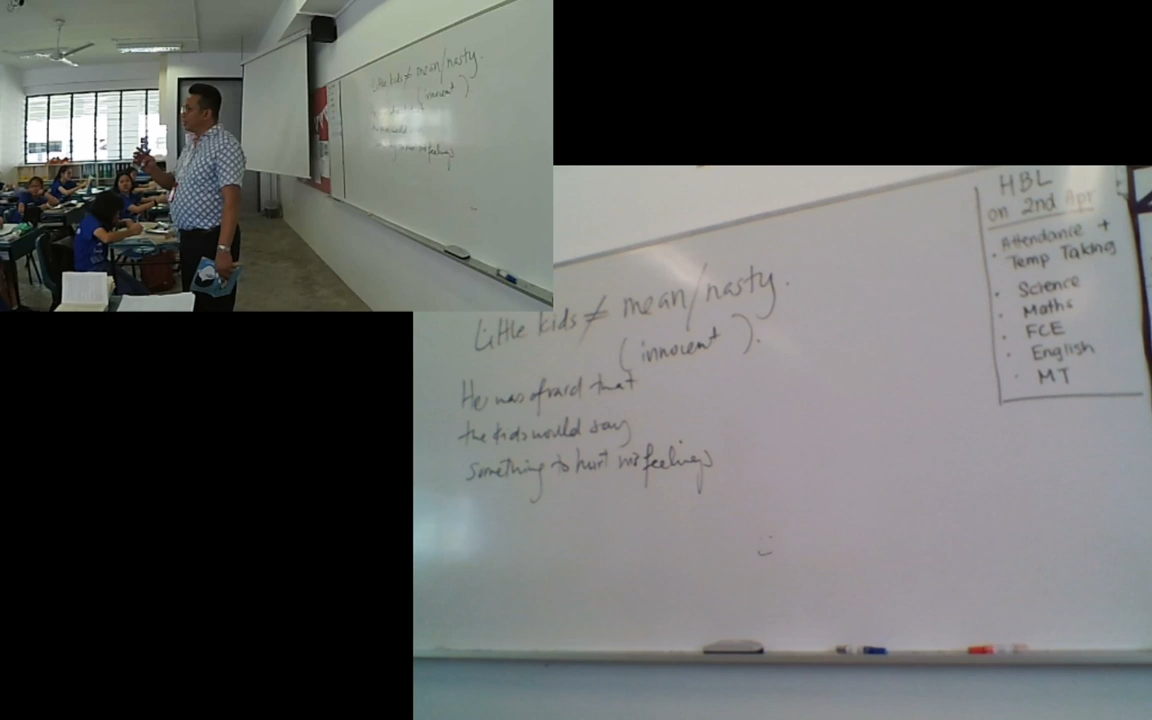 Little kids ≠ mean/nasty.
(innocent).
He was afraid that
the kids would say
something to hurt his feelings
HBL
on 2nd Apr
Attendance +
Temp Taking
Science
Maths
FCE
English
MT